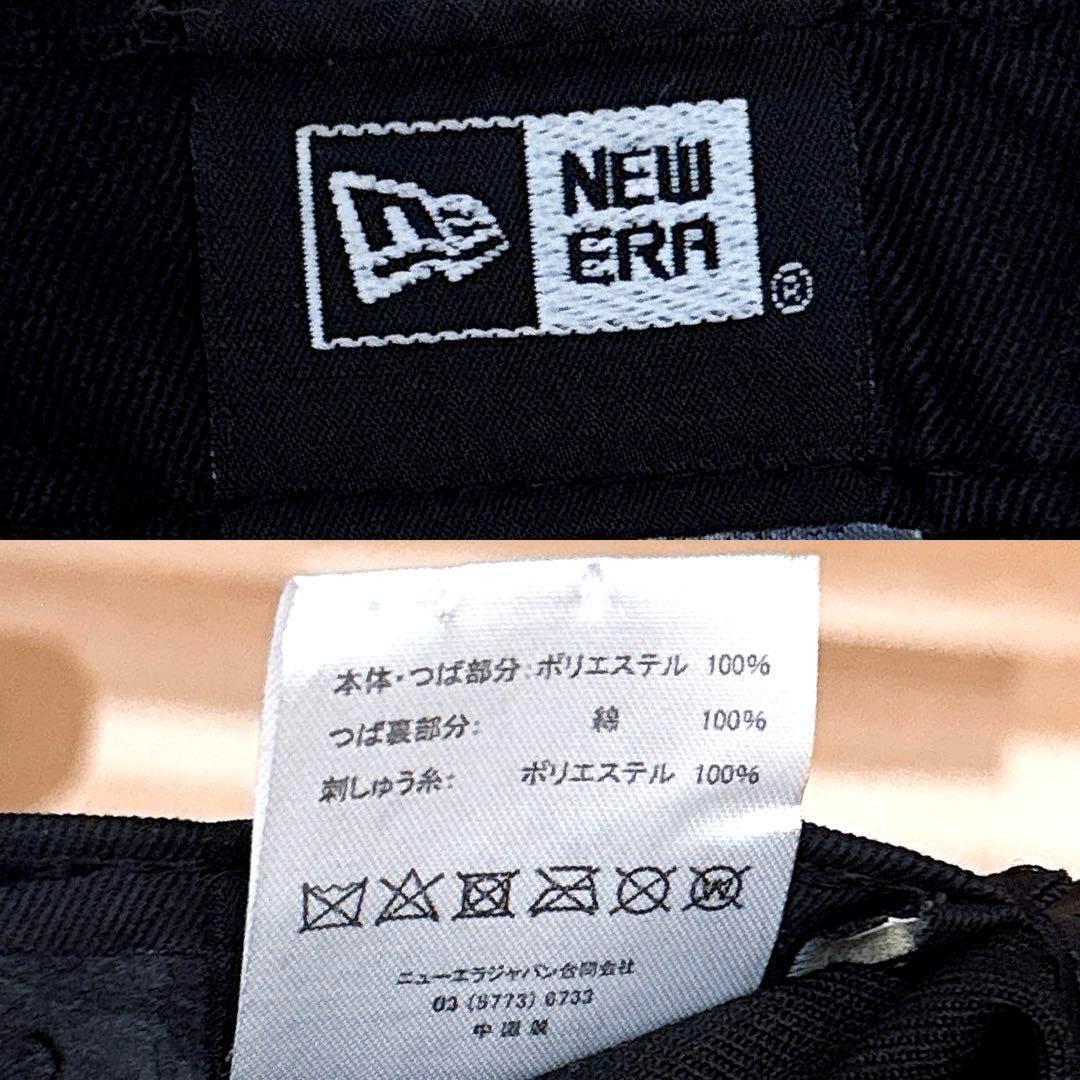 NEW
ERA
®
本体・つば部分:ポリエステル 100%
つば裏部分: 綿 100%
刺しゅう糸: ポリエステル 100%
ニューエラジャパン合同会社
03 (5773) 6733
中国製